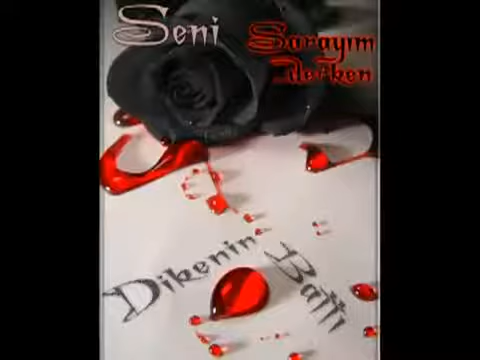 Seni
Sarayım
derken
Dikenin
Battı